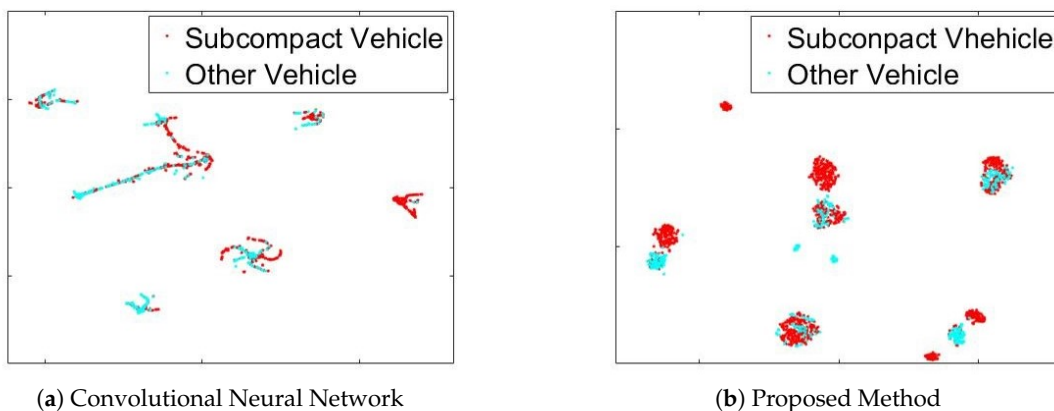 Subcompact Vehicle
Other Vehicle
Subconpact Vhehicle
Other Vehicle
(a) Convolutional Neural Network
(b) Proposed Method